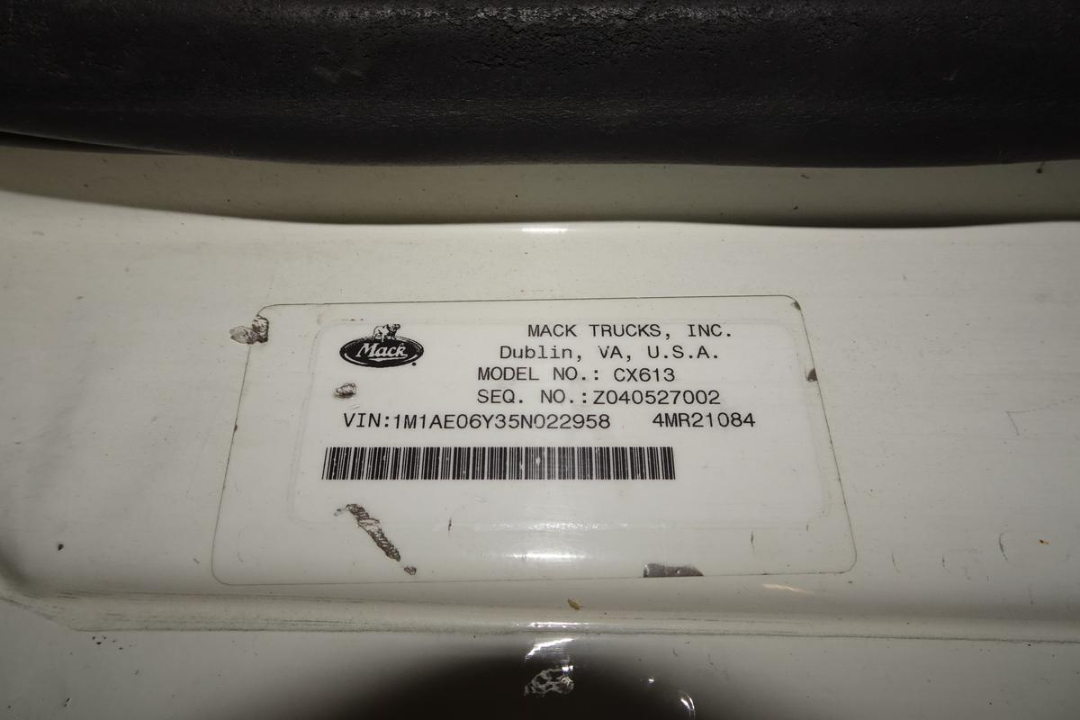 Mack
MACK TRUCKS, INC.
Dublin, VA, U.S.A.
MODEL NO.: CX613
SEQ. NO.:Z040527002
VIN:1M1AE06Y35N022958 4MR21084